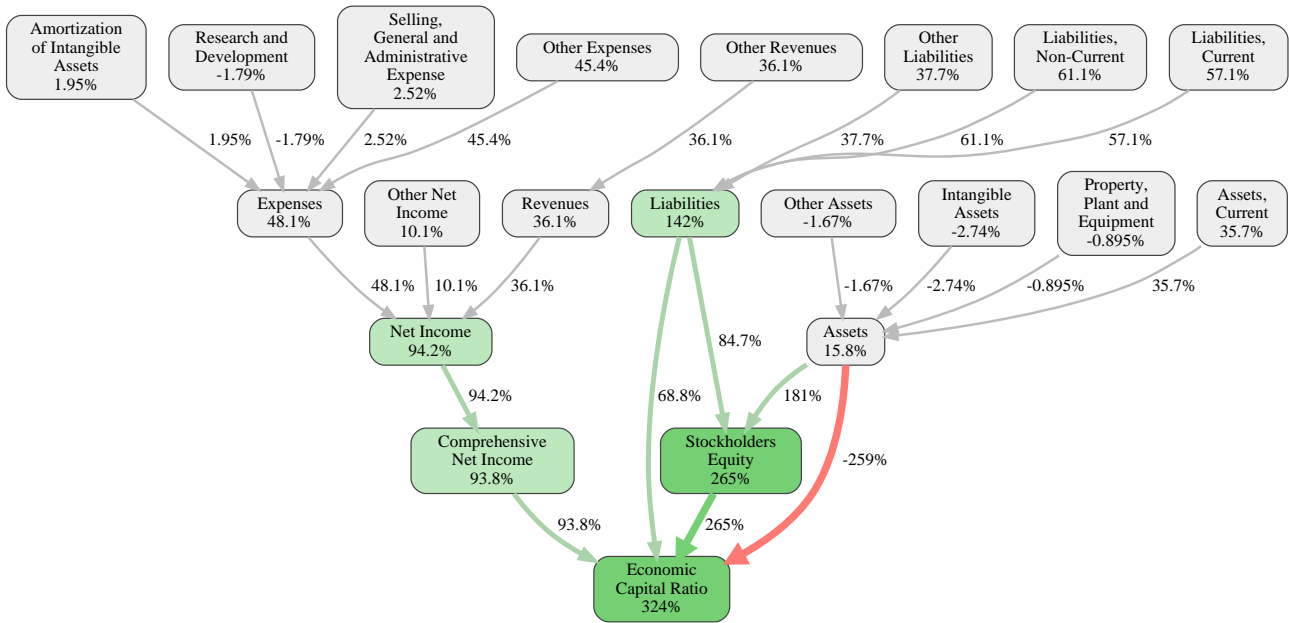 Amortization
of Intangible
Assets
1.95%
Research and
Development
-1.79%
Selling,
General and
Administrative
Expense
2.52%
Other Expenses
45.4%
Other Revenues
36.1%
Other
Liabilities
37.7%
Liabilities,
Non-Current
61.1%
Liabilities,
Current
57.1%
1.95%
-1.79%
2.52%
45.4%
36.1%
37.7%
61.1%
57.1%
Expenses
48.1%
Other Net
Income
10.1%
Revenues
36.1%
Liabilities
142%
Other Assets
-1.67%
Intangible
Assets
-2.74%
Property,
Plant and
Equipment
-0.895%
Assets,
Current
35.7%
48.1%
10.1%
36.1%
-1.67%
-2.74%
-0.895%
35.7%
Net Income
94.2%
84.7%
Assets
15.8%
94.2%
68.8%
181%
Comprehensive
Net Income
93.8%
Stockholders
Equity
265%
-259%
93.8%
265%
Economic
Capital Ratio
324%